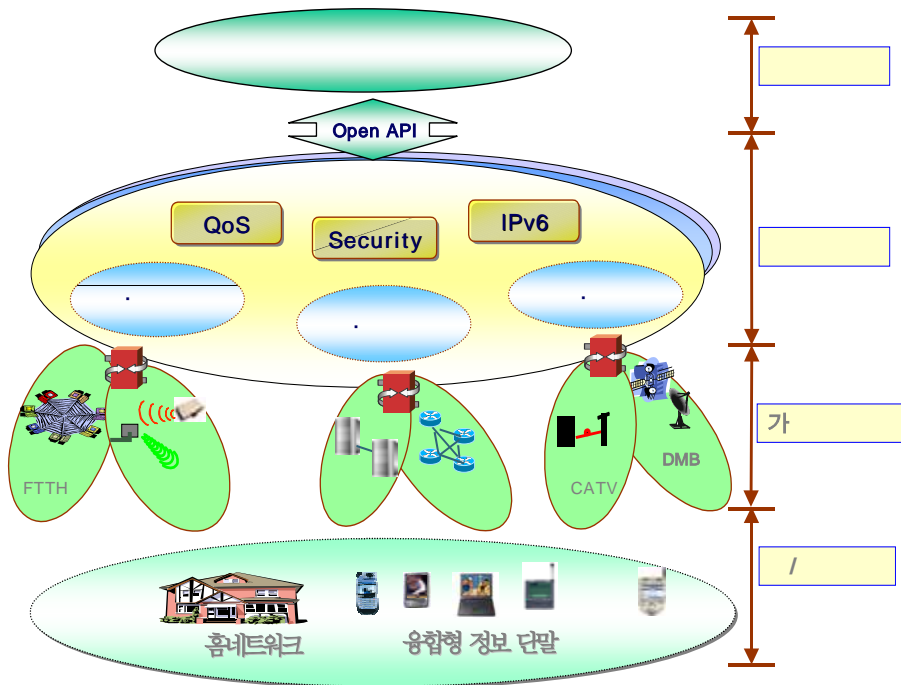 Open API
QoS
Security
IPv6
.
.
.
가
FTTH
CATV
DMB
/
홈네트워크
융합형 정보 단말